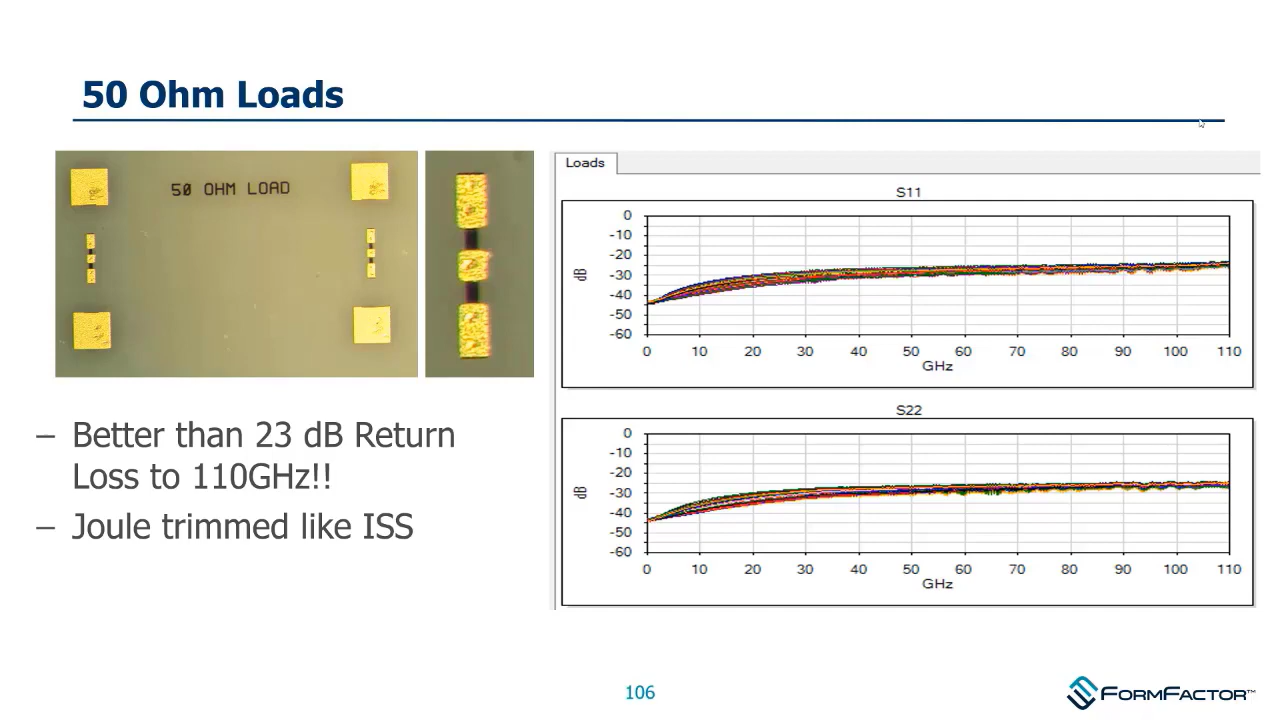 50 Ohm Loads
50 OHM LOAD
– Better than 23 dB Return
Loss to 110GHz!!
– Joule trimmed like ISS
Loads
S11
0
-10
-20
-30
-40
-50
-60
dB
0 10 20 30 40 50 60 70 80 90 100 110
GHz
S22
0
-10
-20
-30
-40
-50
-60
dB
0 10 20 30 40 50 60 70 80 90 100 110
GHz
106
FORMFACTOR™